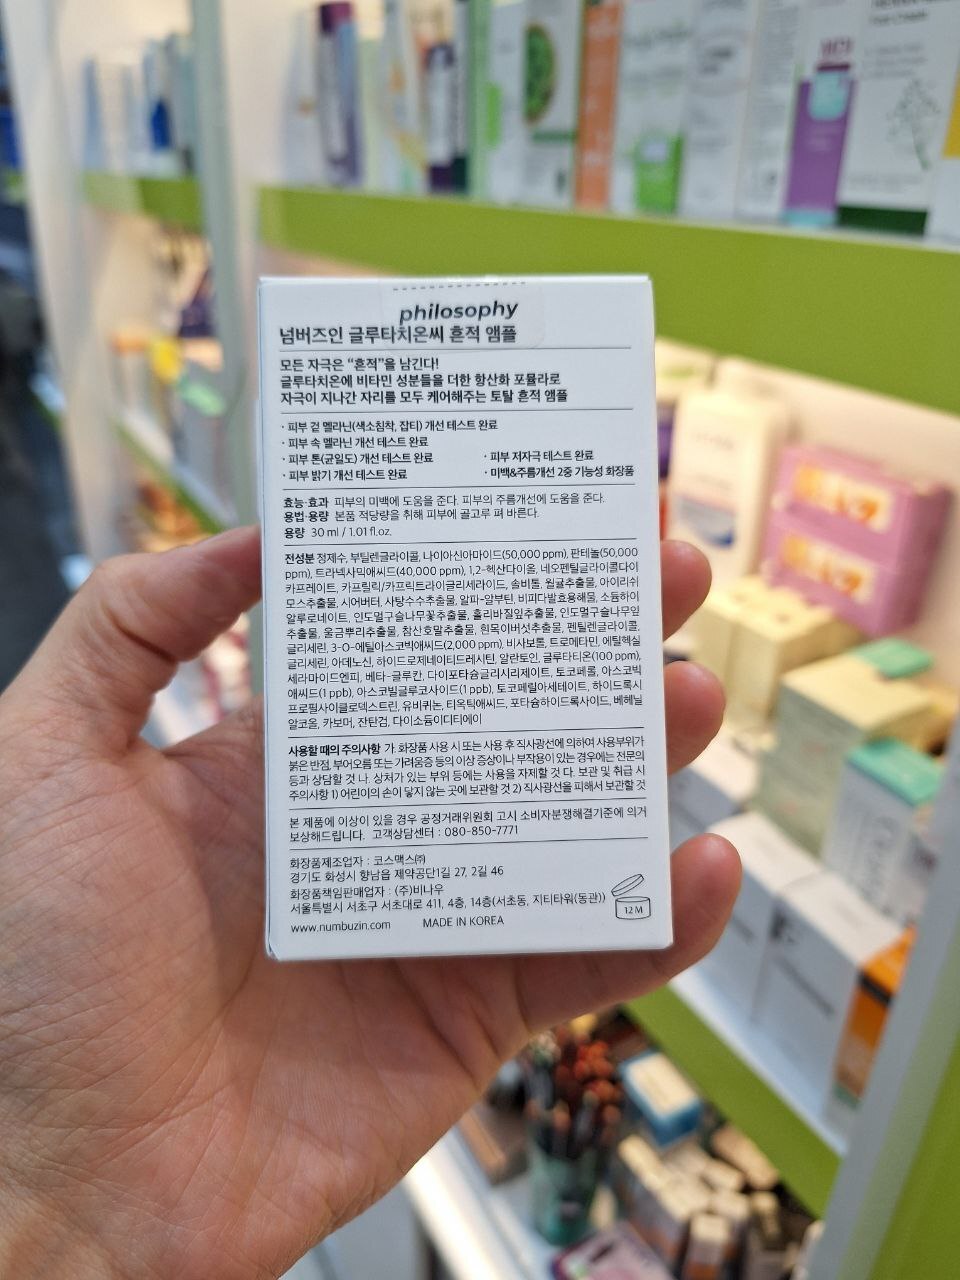 philosophy
넘버즈인 글루타치온씨 흔적 앰플
모든 자극은 “흔적”을 남긴다!
글루타치온에 비타민 성분들을 더한 항산화 포뮬라로
자극이 지나간 자리를 모두 케어해주는 토탈 흔적 앰플
· 피부 겉 멜라닌(색소침착, 잡티) 개선 테스트 완료
· 피부 속 멜라닌 개선 테스트 완료
· 피부 톤(균일도) 개선 테스트 완료 · 피부 저자극 테스트 완료
· 피부 밝기 개선 테스트 완료 · 미백&주름개선 2중 기능성 화장품
효능·효과 피부의 미백에 도움을 준다. 피부의 주름개선에 도움을 준다.
용법·용량 본품 적당량을 취해 피부에 골고루 펴 바른다.
용량 30 ml / 1.01 fl.oz.
전성분 정제수, 부틸렌글라이콜, 나이아신아마이드(50,000 ppm), 판테놀(50,000
ppm), 트라넥사믹애씨드(40,000 ppm), 1,2-헥산다이올, 네오펜틸글라이콜다이
카프레이트, 카프릴릭/카프릭트라이글리세라이드, 솔비톨, 월귤추출물, 아이리쉬
모스추출물, 시어버터, 사탕수수추출물, 알파-알부틴, 비피다발효용해물, 소듐하이
알루로네이트, 인도멀구슬나무꽃추출물, 홀리바질잎추출물, 인도멀구슬나무잎
추출물, 울금뿌리추출물, 참산호말추출물, 흰목이버섯추출물, 펜틸렌글라이콜,
글리세린, 3-O-에틸아스코빅애씨드(2,000 ppm), 비사보톨, 트로메타민, 에틸헥실
글리세린, 아데노신, 하이드로제네이티드레시틴, 알란토인, 글루타티온(100 ppm),
세라마이드엔피, 베타-글루칸, 다이포타슘글리시리제이트, 토코페롤, 아스코빅
애씨드(1 ppb), 아스코빌글루코사이드(1 ppb), 토코페릴아세테이트, 하이드록시
프로필사이클로덱스트린, 유비퀴논, 티옥틱애씨드, 포타슘하이드록사이드, 베헤닐
알코올, 카보머, 잔탄검, 다이소듐이디티에이
사용할 때의 주의사항 가. 화장품 사용 시 또는 사용 후 직사광선에 의하여 사용부위가
붉은 반점, 부어오름 또는 가려움증 등의 이상 증상이나 부작용이 있는 경우에는 전문의
등과 상담할 것 나. 상처가 있는 부위 등에는 사용을 자제할 것 다. 보관 및 취급 시
주의사항 1) 어린이의 손이 닿지 않는 곳에 보관할 것 2) 직사광선을 피해서 보관할 것
본 제품에 이상이 있을 경우 공정거래위원회 고시 소비자분쟁해결기준에 의거
보상해드립니다. 고객상담센터 : 080-850-7771
화장품제조업자 : 코스맥스㈜
경기도 화성시 향남읍 제약공단1길 27, 2길 46
화장품책임판매업자 : (주)비나우
서울특별시 서초구 서초대로 411, 4층, 14층(서초동, 지티타워(동관))
www.numbuzin.com MADE IN KOREA
12 M